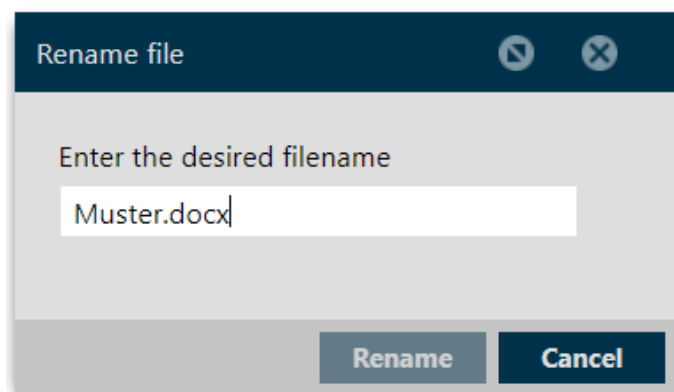 Rename file
Enter the desired filename
Muster.docx
Rename Cancel